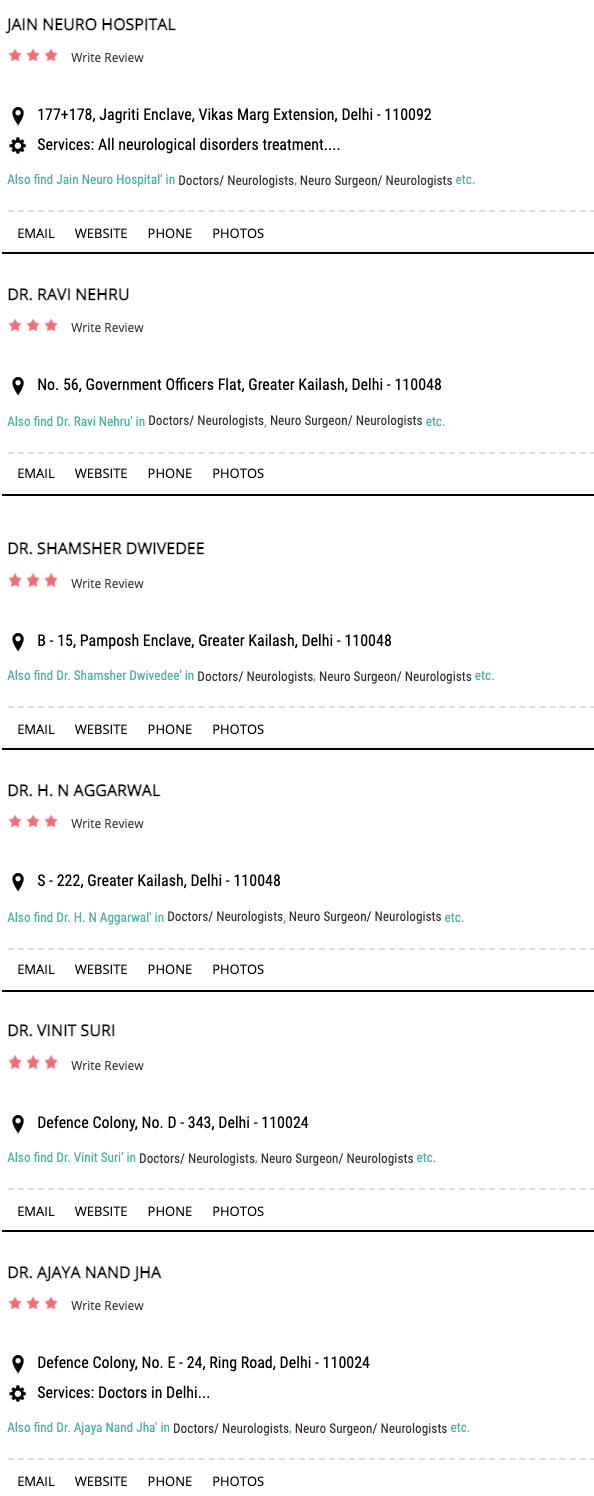 JAIN NEURO HOSPITAL
Write Review
177+178, Jagriti Enclave, Vikas Marg Extension, Delhi - 110092
Services: All neurological disorders treatment....
Also find Jain Neuro Hospital' in Doctors/ Neurologists, Neuro Surgeon/ Neurologists etc.
EMAIL WEBSITE PHONE PHOTOS
DR. RAVI NEHRU
Write Review
No. 56, Government Officers Flat, Greater Kailash, Delhi - 110048
Also find Dr. Ravi Nehru' in Doctors/ Neurologists, Neuro Surgeon/ Neurologists etc.
EMAIL WEBSITE PHONE PHOTOS
DR. SHAMSHER DWIVEDEE
Write Review
B - 15, Pamposh Enclave, Greater Kailash, Delhi - 110048
Also find Dr. Shamsher Dwivedee' in Doctors/ Neurologists, Neuro Surgeon/ Neurologists etc.
EMAIL WEBSITE PHONE PHOTOS
DR. H. N AGGARWAL
Write Review
S - 222, Greater Kailash, Delhi - 110048
Also find Dr. H. N Aggarwal' in Doctors/ Neurologists, Neuro Surgeon/ Neurologists etc.
EMAIL WEBSITE PHONE PHOTOS
DR. VINIT SURI
Write Review
Defence Colony, No. D - 343, Delhi - 110024
Also find Dr. Vinit Suri' in Doctors/ Neurologists, Neuro Surgeon/ Neurologists etc.
EMAIL WEBSITE PHONE PHOTOS
DR. AJAYA NAND JHA
Write Review
Defence Colony, No. E - 24, Ring Road, Delhi - 110024
Services: Doctors in Delhi...
Also find Dr. Ajaya Nand Jha' in Doctors/ Neurologists, Neuro Surgeon/ Neurologists etc.
EMAIL WEBSITE PHONE PHOTOS